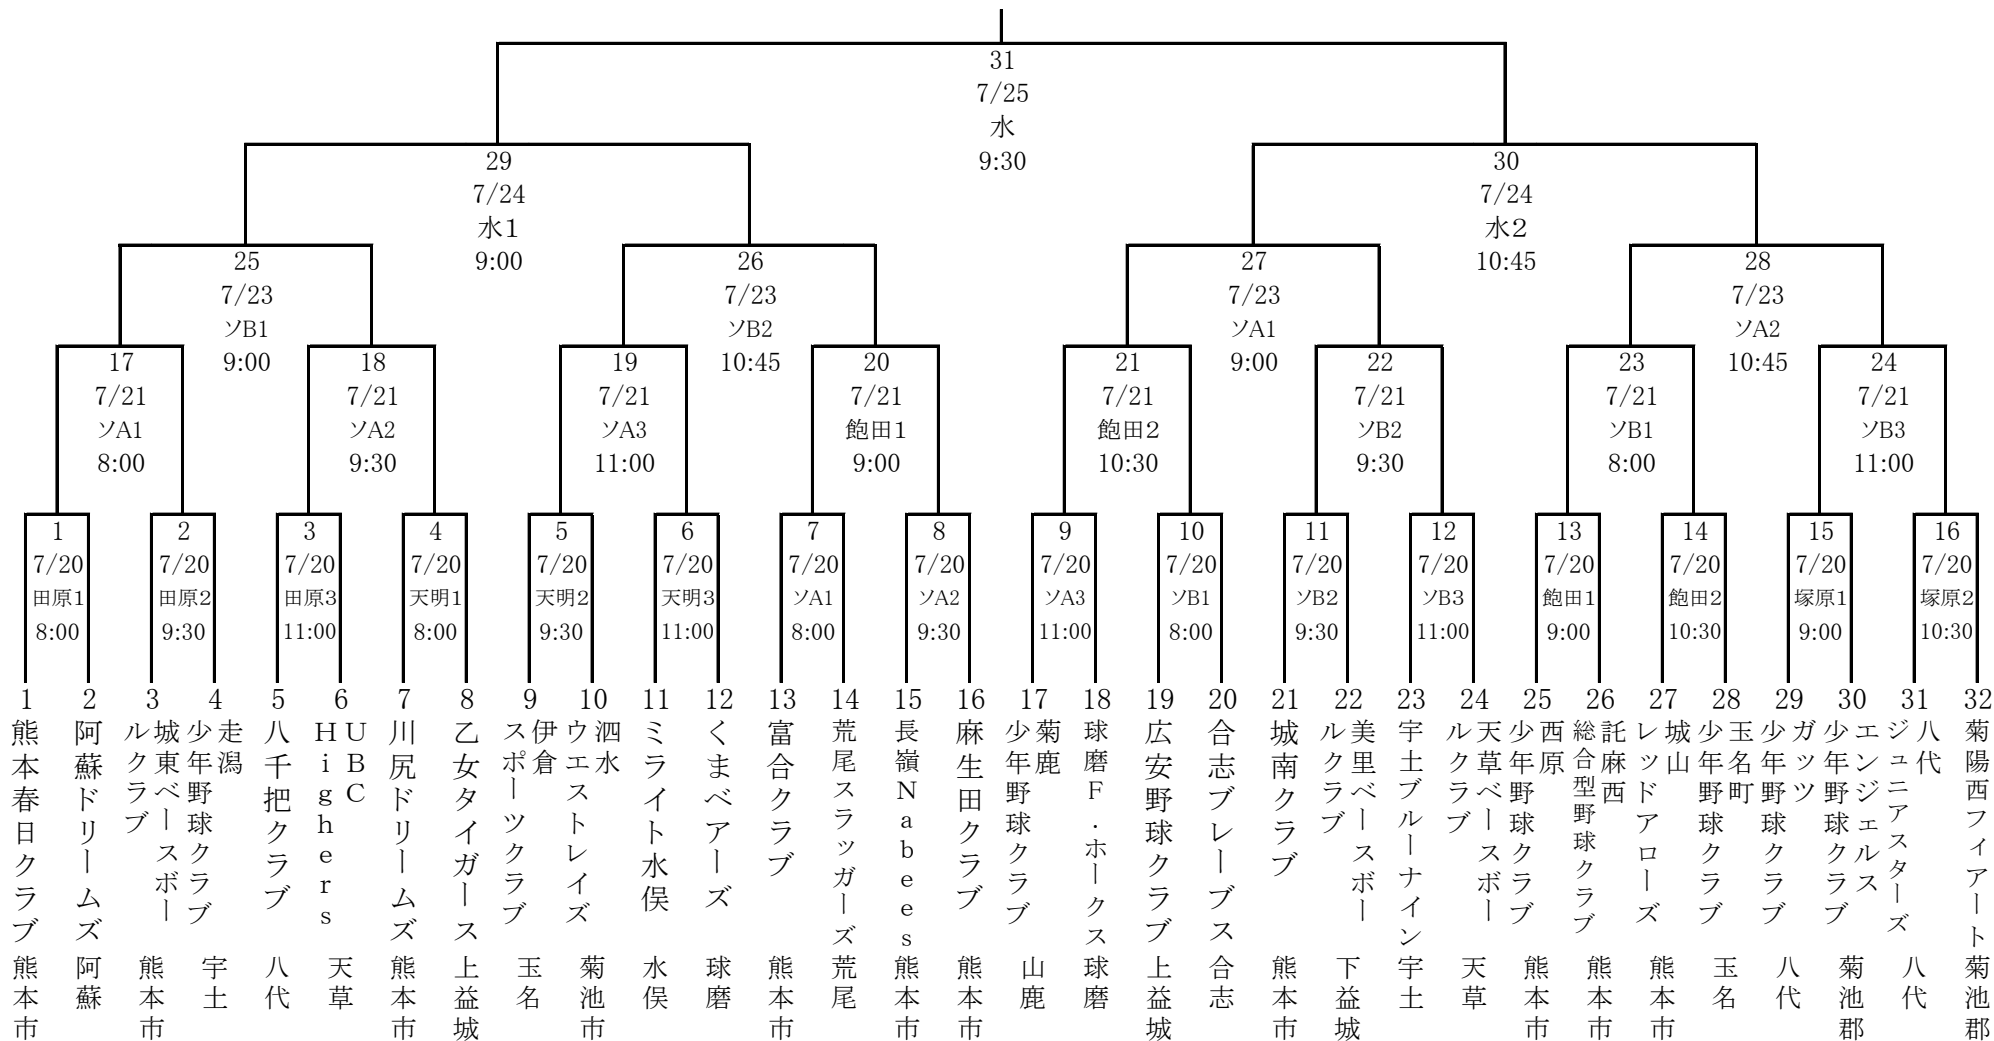 31
7/25
水
9:30
29
7/24
水1
9:00
30
7/24
水2
10:45
25
7/23
ソB1
9:00
26
7/23
ソB2
10:45
27
7/23
ソA1
9:00
28
7/23
ソA2
10:45
17
7/21
ソA1
8:00
18
7/21
ソA2
9:30
19
7/21
ソA3
11:00
20
7/21
飽田1
9:00
21
7/21
飽田2
10:30
22
7/21
ソB2
9:30
23
7/21
ソB1
8:00
24
7/21
ソB3
11:00
1
7/20
田原1
8:00
2
7/20
田原2
9:30
3
7/20
田原3
11:00
4
7/20
天明1
8:00
5
7/20
天明2
9:30
6
7/20
天明3
11:00
7
7/20
ソA1
8:00
8
7/20
ソA2
9:30
9
7/20
ソA3
11:00
10
7/20
ソB1
8:00
11
7/20
ソB2
9:30
12
7/20
ソB3
11:00
13
7/20
飽田1
9:00
14
7/20
飽田2
10:30
15
7/20
塚原1
9:00
16
7/20
塚原2
10:30
1
熊本春日クラブ
熊本市
2
阿蘇ドリームズ
阿蘇
3
城東ベースボー
ルクラブ
熊本市
4
走潟
少年野球クラブ
宇土
5
八千把クラブ
八代
6
UBC
Highers
天草
7
川尻ドリームズ
熊本市
8
乙女タイガース
上益城
9
伊倉
スポーツクラブ
玉名
10
泗水
ウエストレイズ
菊池市
11
ミライト水俣
水俣
12
くまベアーズ
球磨
13
富合クラブ
熊本市
14
荒尾スラッガーズ
荒尾
15
長嶺Nabees
熊本市
16
麻生田クラブ
熊本市
17
菊鹿
少年野球クラブ
山鹿
18
球磨F.ホークス
球磨
19
広安野球クラブ
上益城
20
合志ブレーブス
合志
21
城南クラブ
熊本市
22
美里ベースボー
ルクラブ
下益城
23
宇土ブルーナイン
宇土
24
天草ベースボー
ルクラブ
天草
25
西原
少年野球クラブ
熊本市
26
託麻西
総合型野球クラブ
熊本市
27
城山
レッドアローズ
熊本市
28
玉名町
少年野球クラブ
玉名
29
ガッツ
少年野球クラブ
八代
30
エンジェルス
少年野球クラブ
菊池郡
31
八代
ジュニアスターズ
八代
32
菊陽西フィアート
菊池郡